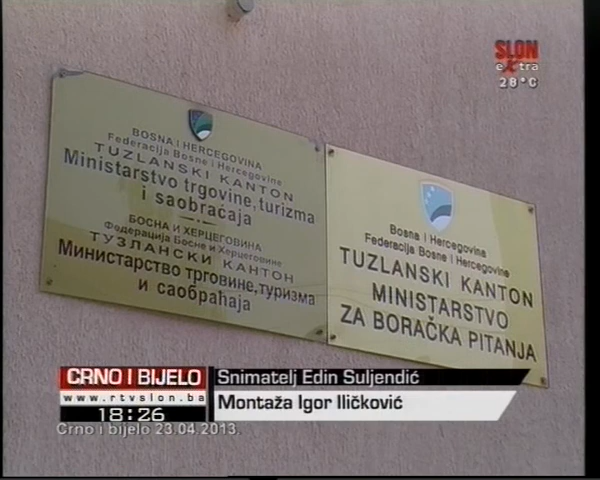 SLON
extra
28°C
BOSNA I HERCEGOVINA
Federacija Bosne i Hercegovine
TUZLANSKI KANTON
Ministarstvo trgovine, turizma
i saobraćaja
БОСНА И ХЕРЦЕГОВИНА
Федерација Босне и Херцеговине
ТУЗЛАНСКИ КАНТОН
Министарство трговине, туризма
и саобраћаја
Bosna i Hercegovina
Federacija Bosne i Hercegovine
TUZLANSKI KANTON
MINISTARSTVO
ZA BORAČKA PITANJA
CRNO I BIJELO
www.rtvslon.ba
18:26
Snimatelj Edin Suljendić
Montaža Igor Iličković
Crno i bijelo 23.04.2013.